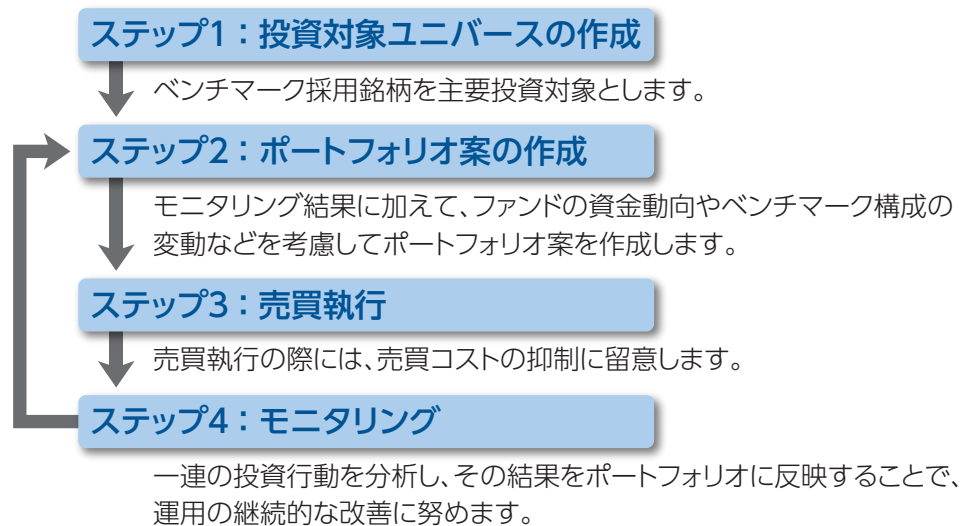 ステップ1：投資対象ユニバースの作成
ベンチマーク採用銘柄を主要投資対象とします。
ステップ2：ポートフォリオ案の作成
モニタリング結果に加えて、ファンドの資金動向やベンチマーク構成の
変動などを考慮してポートフォリオ案を作成します。
ステップ3：売買執行
売買執行の際には、売買コストの抑制に留意します。
ステップ4：モニタリング
一連の投資行動を分析し、その結果をポートフォリオに反映することで、
運用の継続的な改善に努めます。